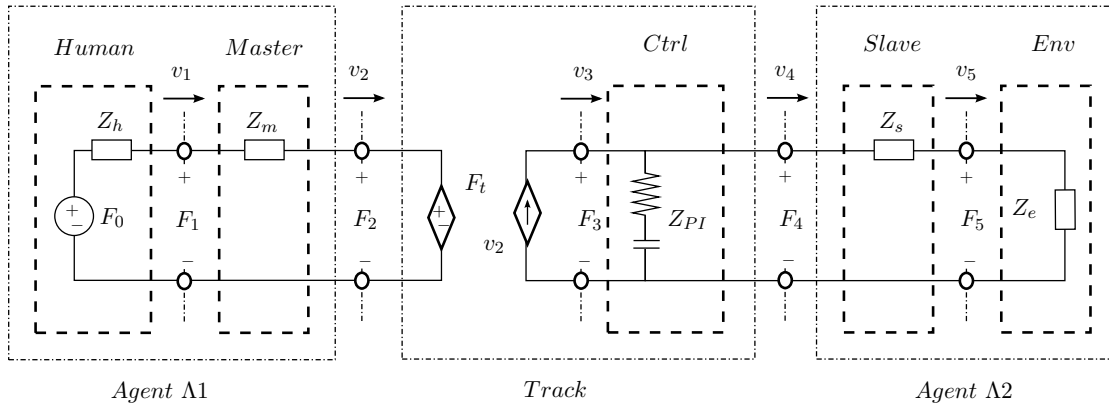 Human Master Ctrl Slave Env
v1 v2 v3 v4 v5
Zh Zm Zs
+ + + + +
F0 + − F1 F2 + − Ft v2 F3 ZPI F4 F5 Ze
− − − − −
Agent Λ1 Track Agent Λ2